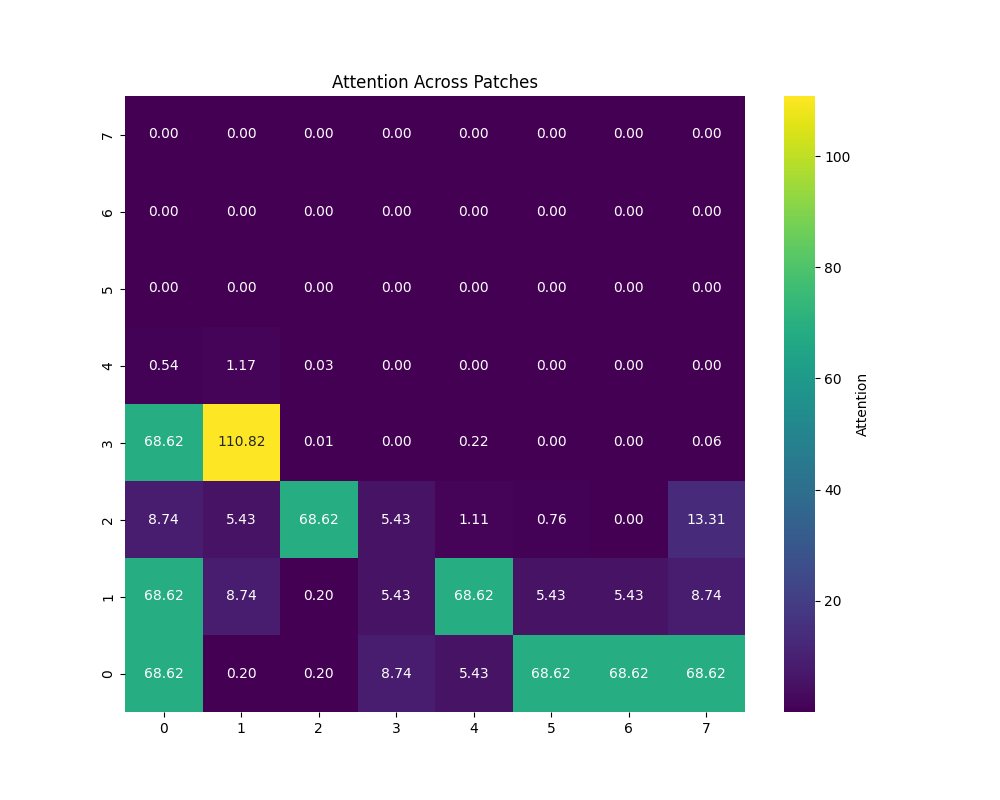 Attention Across Patches
7 0.00 0.00 0.00 0.00 0.00 0.00 0.00 0.00
6 0.00 0.00 0.00 0.00 0.00 0.00 0.00 0.00
5 0.00 0.00 0.00 0.00 0.00 0.00 0.00 0.00
4 0.54 1.17 0.03 0.00 0.00 0.00 0.00 0.00
3 68.62 110.82 0.01 0.00 0.22 0.00 0.00 0.06
2 8.74 5.43 68.62 5.43 1.11 0.76 0.00 13.31
1 68.62 8.74 0.20 5.43 68.62 5.43 5.43 8.74
0 68.62 0.20 0.20 8.74 5.43 68.62 68.62 68.62
0 1 2 3 4 5 6 7
100
80
60
40
20
Attention